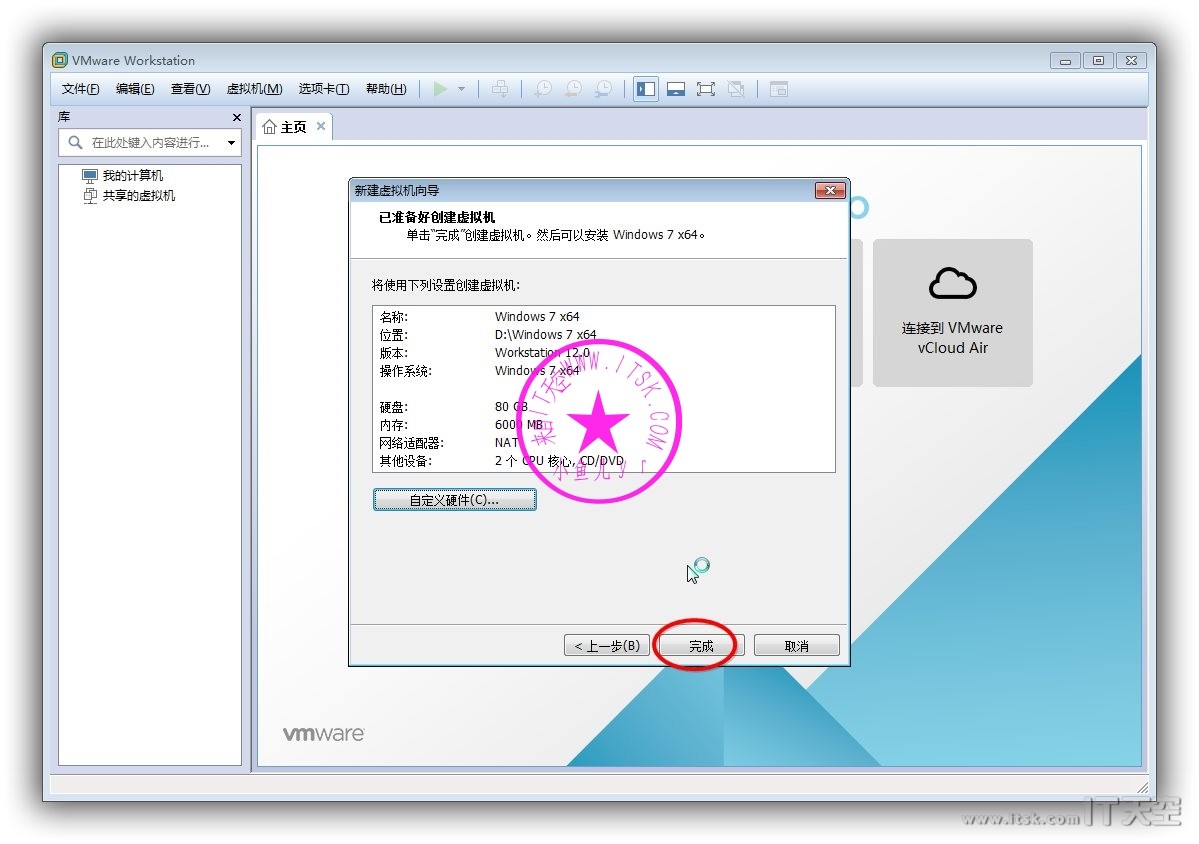 VMware Workstation
文件(F) 编辑(E) 查看(V) 虚拟机(M) 选项卡(T) 帮助(H)
库
主页
在此处键入内容进行...
我的计算机
共享的虚拟机
新建虚拟机向导
已准备好创建虚拟机
单击"完成"创建虚拟机。然后可以安装 Windows 7 x64。
将使用下列设置创建虚拟机:
名称: Windows 7 x64
位置: D:\Windows 7 x64
版本: Workstation 12.0
操作系统: Windows 7 x64
硬盘: 80 GB
内存: 6000 MB
网络适配器: NAT
其他设备: 2 个 CPU 核心, CD/DVD
来自IT天空WWW.ITSK.COM
小鱼儿yr
自定义硬件(C)...
< 上一步(B) 完成 取消
连接到 VMware
vCloud Air
vmware
www.itsk.com IT天空